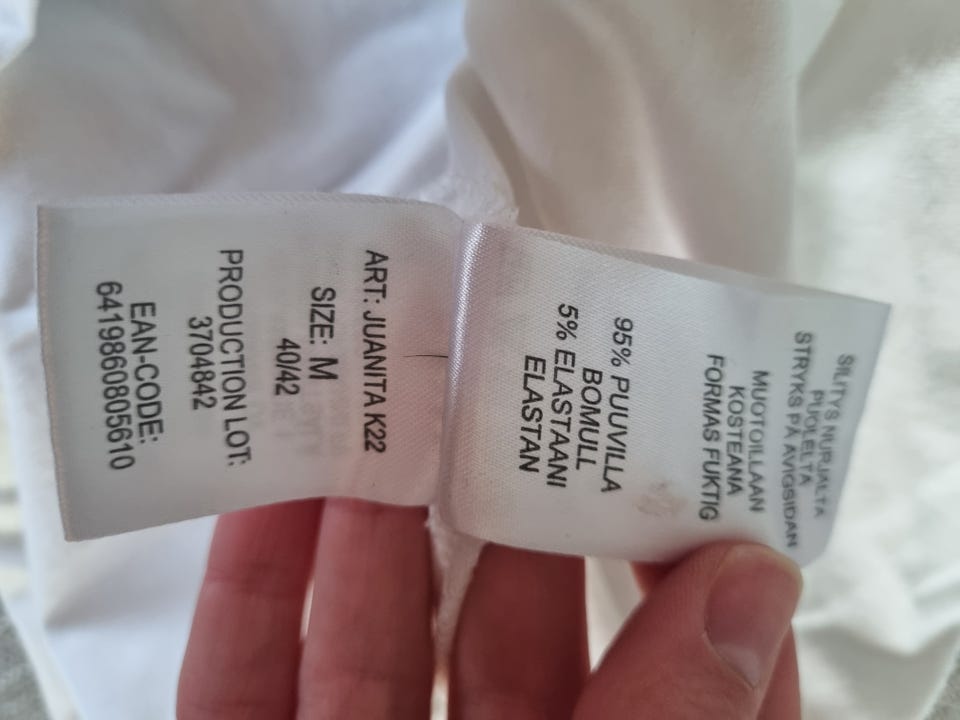 ART: JUANITA K22
SIZE: M
40/42
PRODUCTION LOT:
3704842
EAN-CODE:
6419860805610
SILITYS NURJALTA
PUOLELTA
STRYKS PÅ AVIGSIDAN
MUOTOILLAAN
KOSTEANA
FORMAS FUKTIG
95% PUUVILLA
BOMULL
5% ELASTAANI
ELASTAN